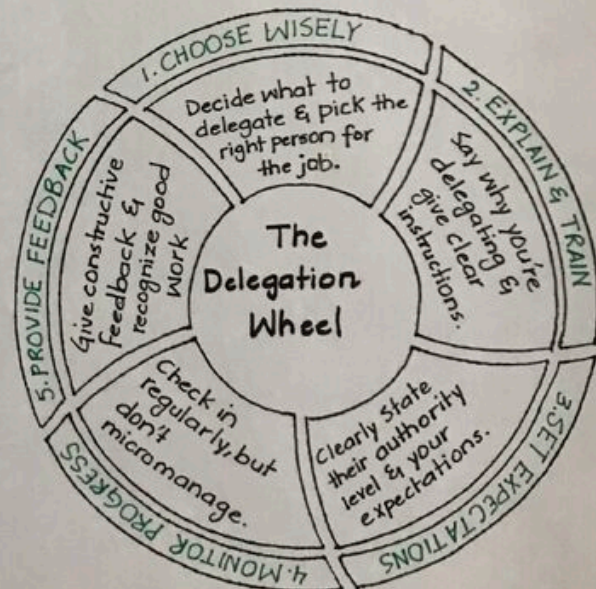 The
Delegation
Wheel
1. CHOOSE WISELY
Decide what to
delegate & pick the
right person for
the job.
2. EXPLAIN & TRAIN
Say why you're
delegating &
give clear
instructions.
3. SET EXPECTATIONS
Clearly State
their authority
level & your
expectations.
4. MONITOR PROGRESS
Check in
regularly, but
don't
micromanage.
5. PROVIDE FEEDBACK
Give constructive
feedback &
recognize good
work